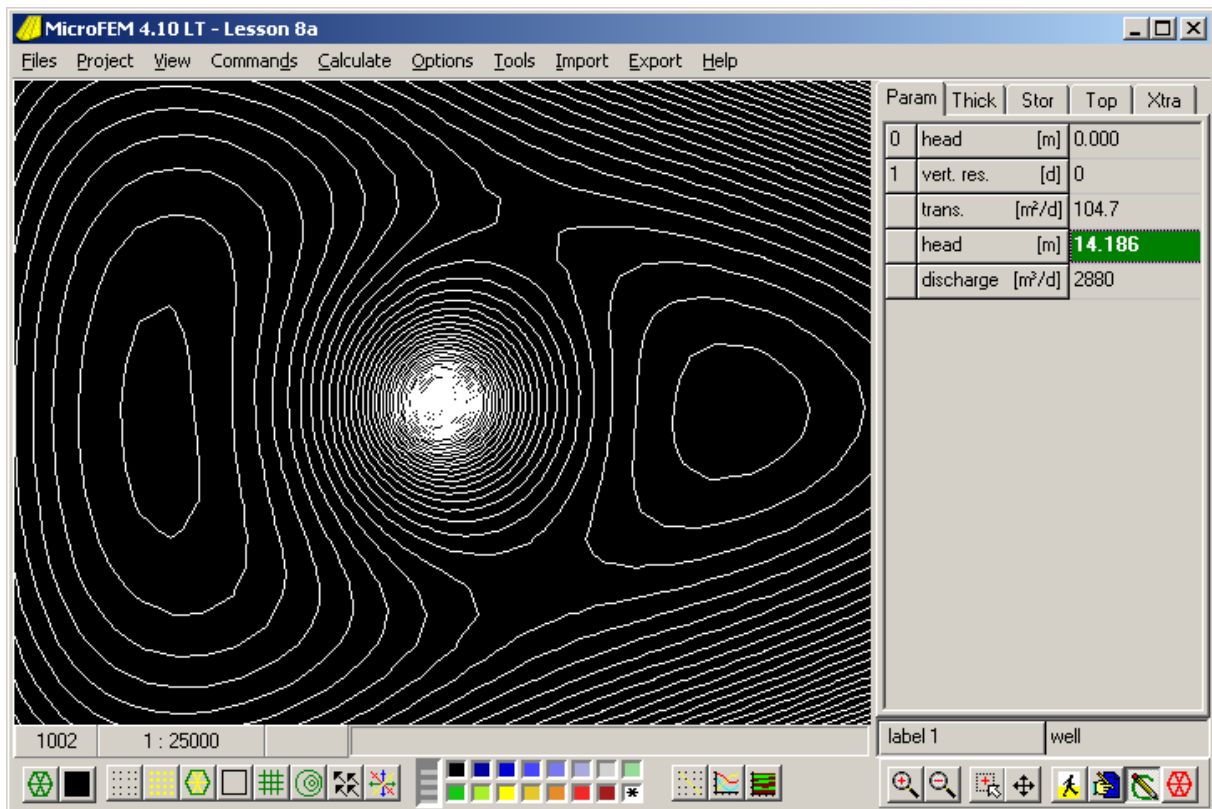 MicroFEM 4.10 LT - Lesson 8a
Files Project View Commands Calculate Options Tools Import Export Help
Param Thick Stor Top Xtra
0 head [m] 0.000
1 vert. res. [d] 0
trans. [m²/d] 104.7
head [m] 14.186
discharge [m³/d] 2880
1002 1 : 25000
label 1 well